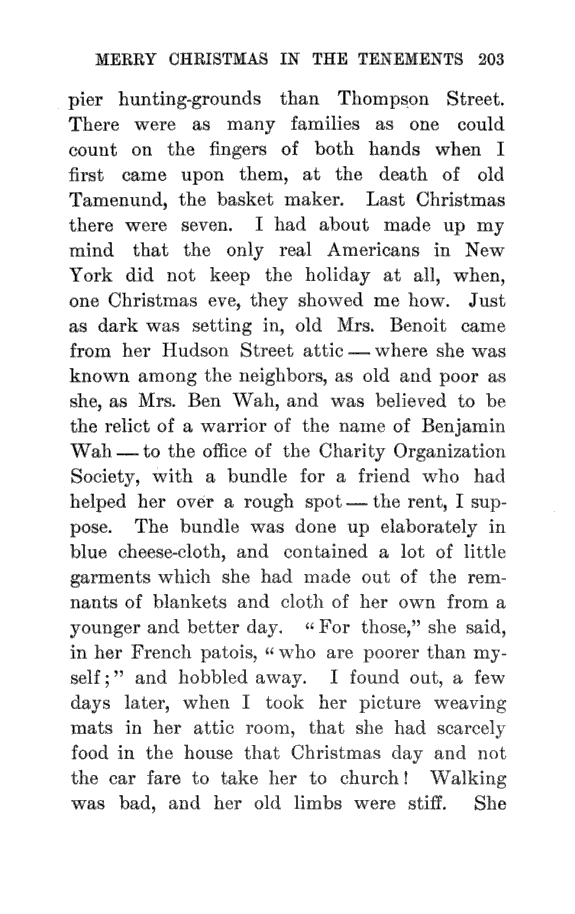 MERRY CHRISTMAS IN THE TENEMENTS 203
pier hunting-grounds than Thompson Street.
There were as many families as one could
count on the fingers of both hands when I
first came upon them, at the death of old
Tamenund, the basket maker. Last Christmas
there were seven. I had about made up my
mind that the only real Americans in New
York did not keep the holiday at all, when,
one Christmas eve, they showed me how. Just
as dark was setting in, old Mrs. Benoit came
from her Hudson Street attic — where she was
known among the neighbors, as old and poor as
she, as Mrs. Ben Wah, and was believed to be
the relict of a warrior of the name of Benjamin
Wah — to the office of the Charity Organization
Society, with a bundle for a friend who had
helped her over a rough spot — the rent, I sup-
pose. The bundle was done up elaborately in
blue cheese-cloth, and contained a lot of little
garments which she had made out of the rem-
nants of blankets and cloth of her own from a
younger and better day. "For those," she said,
in her French patois, "who are poorer than my-
self;" and hobbled away. I found out, a few
days later, when I took her picture weaving
mats in her attic room, that she had scarcely
food in the house that Christmas day and not
the car fare to take her to church! Walking
was bad, and her old limbs were stiff. She